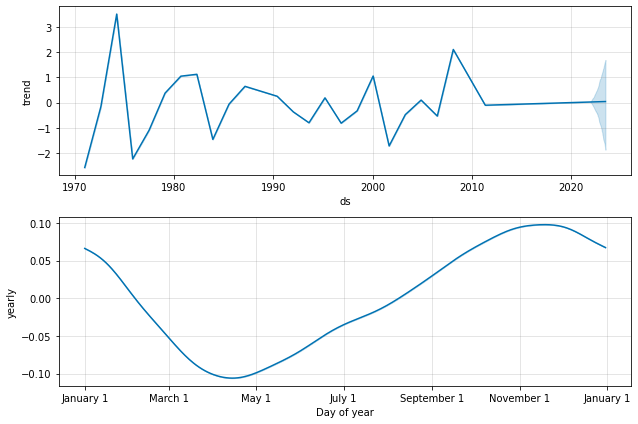 3
2
1
0
−1
−2
trend
1970 1980 1990 2000 2010 2020
ds
0.10
0.05
0.00
−0.05
−0.10
yearly
January 1 March 1 May 1 July 1 September 1 November 1 January 1
Day of year